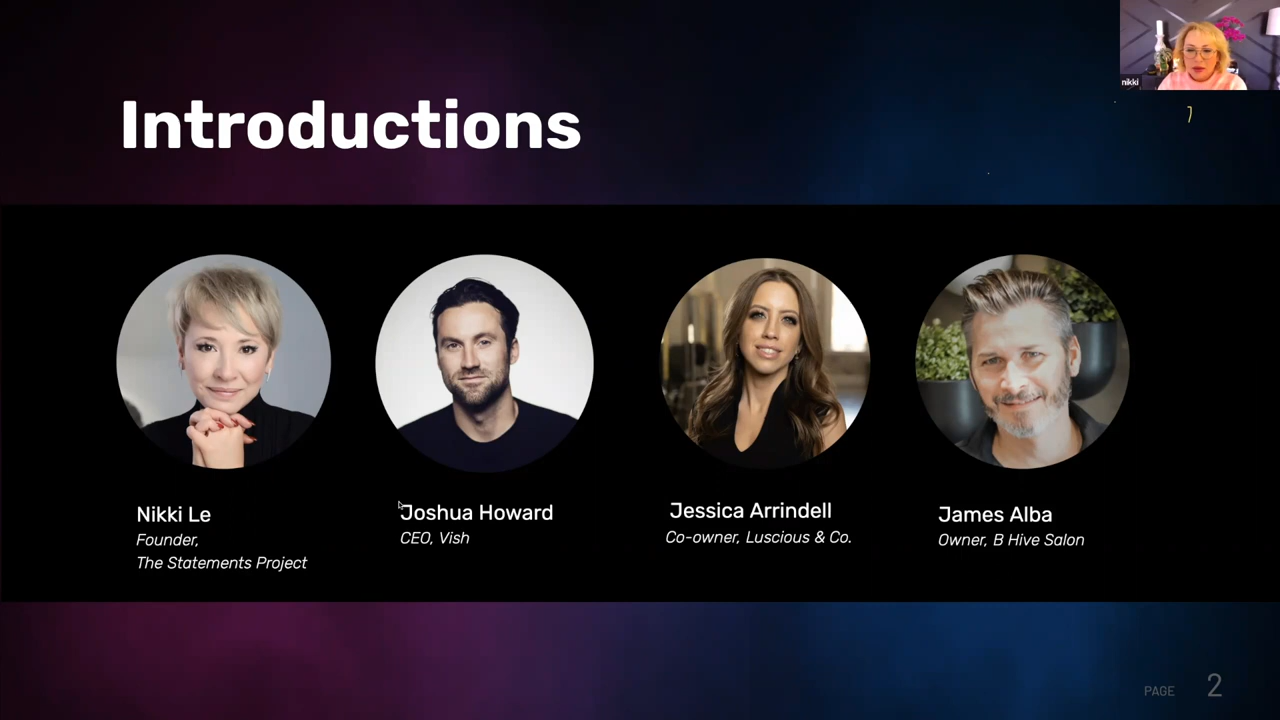 nikki
Introductions
Nikki Le
Founder,
The Statements Project
Joshua Howard
CEO, Vish
Jessica Arrindell
Co-owner, Luscious & Co.
James Alba
Owner, B Hive Salon
PAGE 2